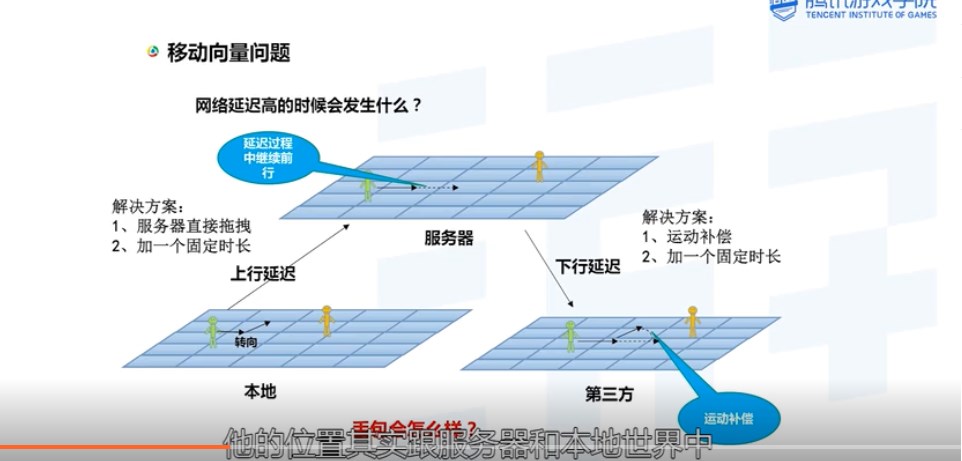 腾讯游戏学院
TENCENT INSTITUTE OF GAMES
移动向量问题
网络延迟高的时候会发生什么？
延迟过程
中继续前
行
解决方案：
1、服务器直接拖拽
2、加一个固定时长
服务器
解决方案：
1、运动补偿
2、加一个固定时长
上行延迟
下行延迟
转向
本地
第三方
运动补偿
丢包会怎么样？
他的位置其实跟服务器和本地世界中